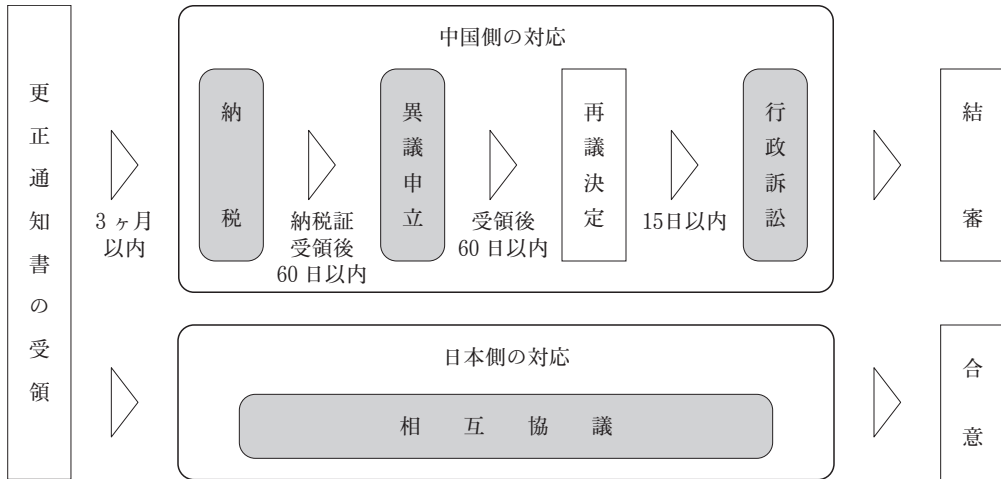 更正通知書の受領
3ヶ月
以内
中国側の対応
納税
納税証
受領後
60日以内
異議申立
受領後
60日以内
再議決定
15日以内
行政訴訟
結審
日本側の対応
相互協議
合意